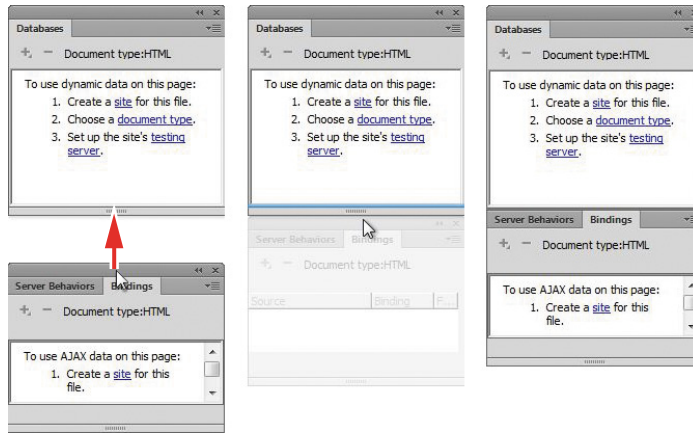 Databases
Document type:HTML
To use dynamic data on this page:
1. Create a site for this file.
2. Choose a document type.
3. Set up the site's testing
server.
Server Behaviors Bindings
Document type:HTML
To use AJAX data on this page:
1. Create a site for this
file.
Databases
Document type:HTML
To use dynamic data on this page:
1. Create a site for this file.
2. Choose a document type.
3. Set up the site's testing
server.
Server Behaviors Bindings
Document type:HTML
Source Binding F...
Databases
Document type:HTML
To use dynamic data on this page:
1. Create a site for this file.
2. Choose a document type.
3. Set up the site's testing
server.
Server Behaviors Bindings
Document type:HTML
To use AJAX data on this page:
1. Create a site for this
file.